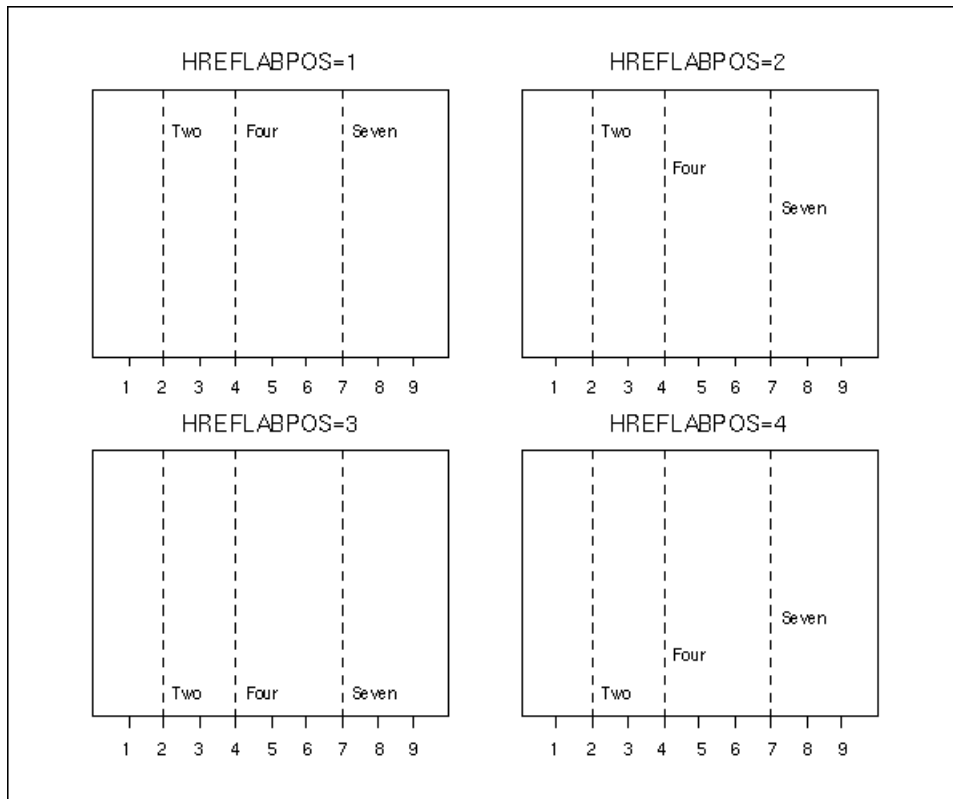 HREFLABPOS=1
Two Four Seven
1 2 3 4 5 6 7 8 9
HREFLABPOS=2
Two
Four
Seven
1 2 3 4 5 6 7 8 9
HREFLABPOS=3
Two Four Seven
1 2 3 4 5 6 7 8 9
HREFLABPOS=4
Seven
Four
Two
1 2 3 4 5 6 7 8 9